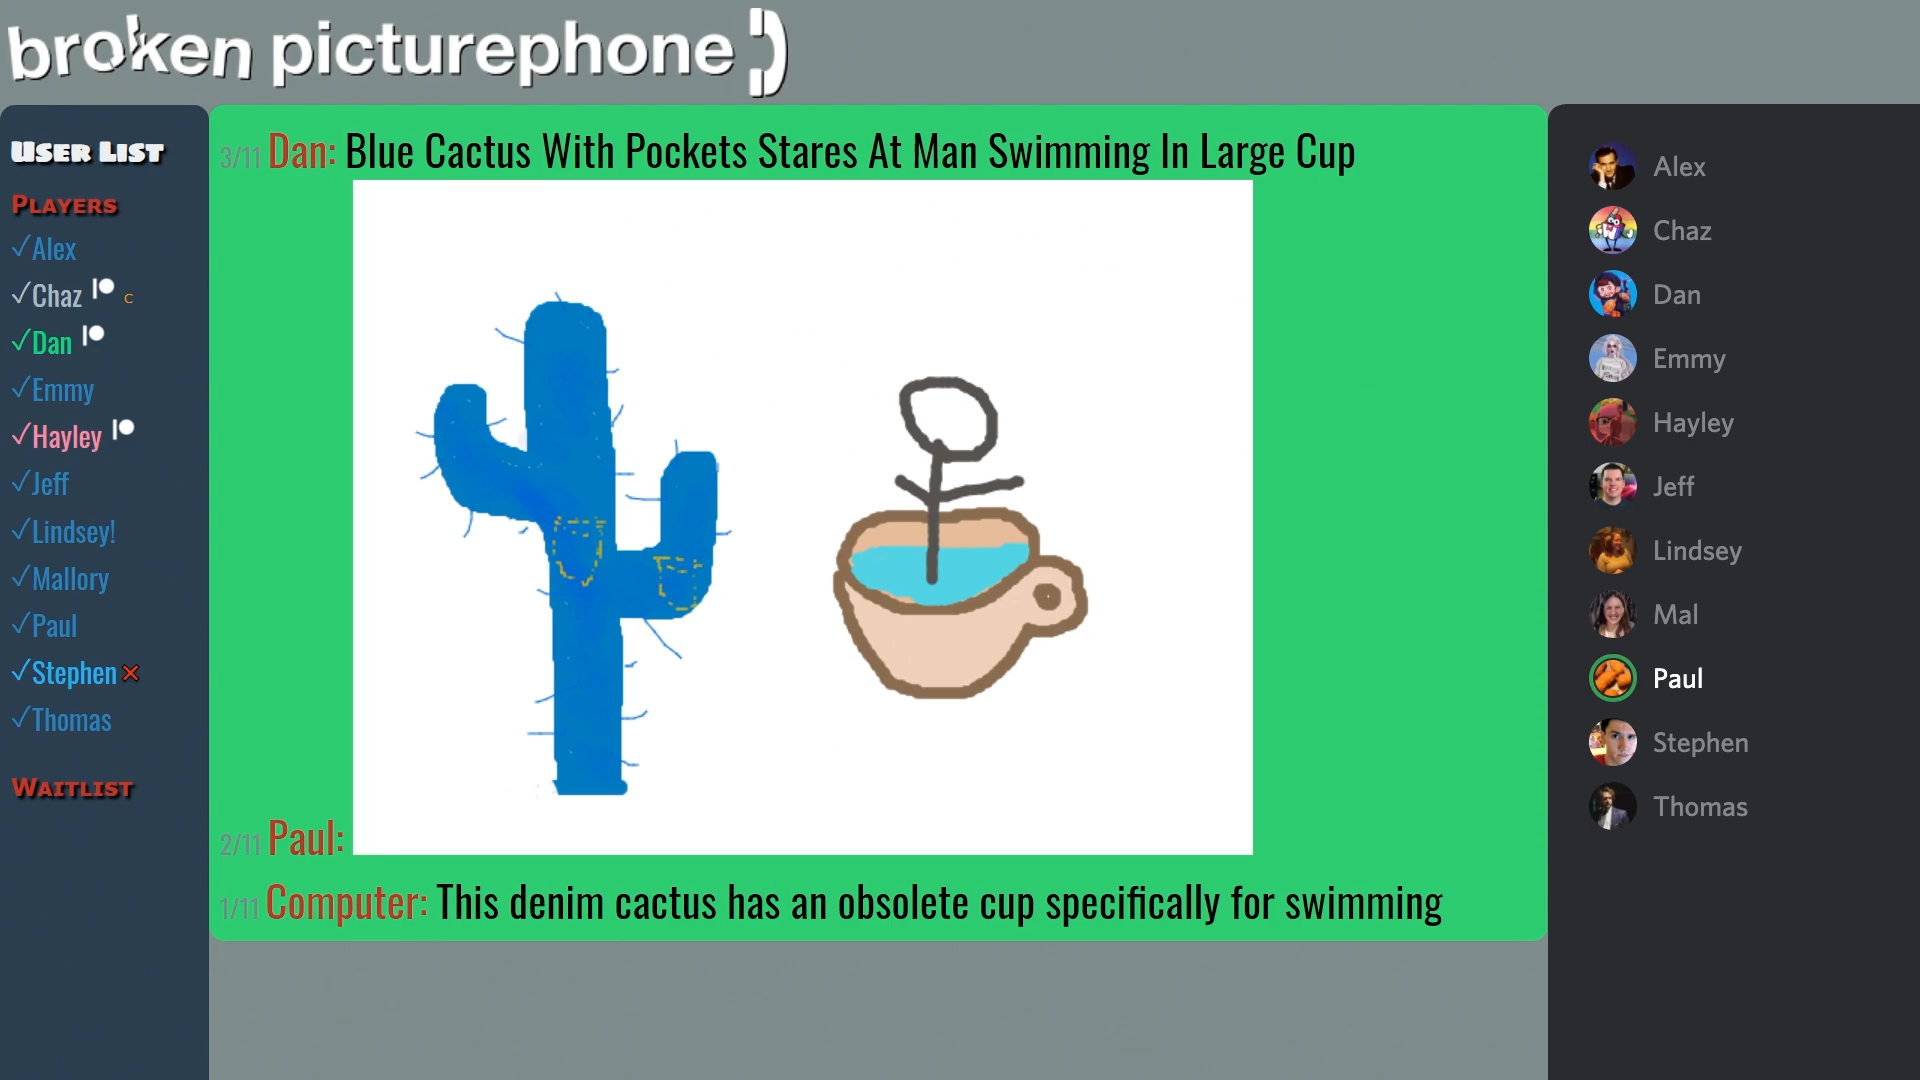 broken picturephone
User List
Players
✓Alex
✓Chaz C
✓Dan
✓Emmy
✓Hayley
✓Jeff
✓Lindsey!
✓Mallory
✓Paul
✓Stephen ✕
✓Thomas
Waitlist
3/11 Dan: Blue Cactus With Pockets Stares At Man Swimming In Large Cup
2/11 Paul:
1/11 Computer: This denim cactus has an obsolete cup specifically for swimming
Alex
Chaz
Dan
Emmy
Hayley
Jeff
Lindsey
Mal
Paul
Stephen
Thomas